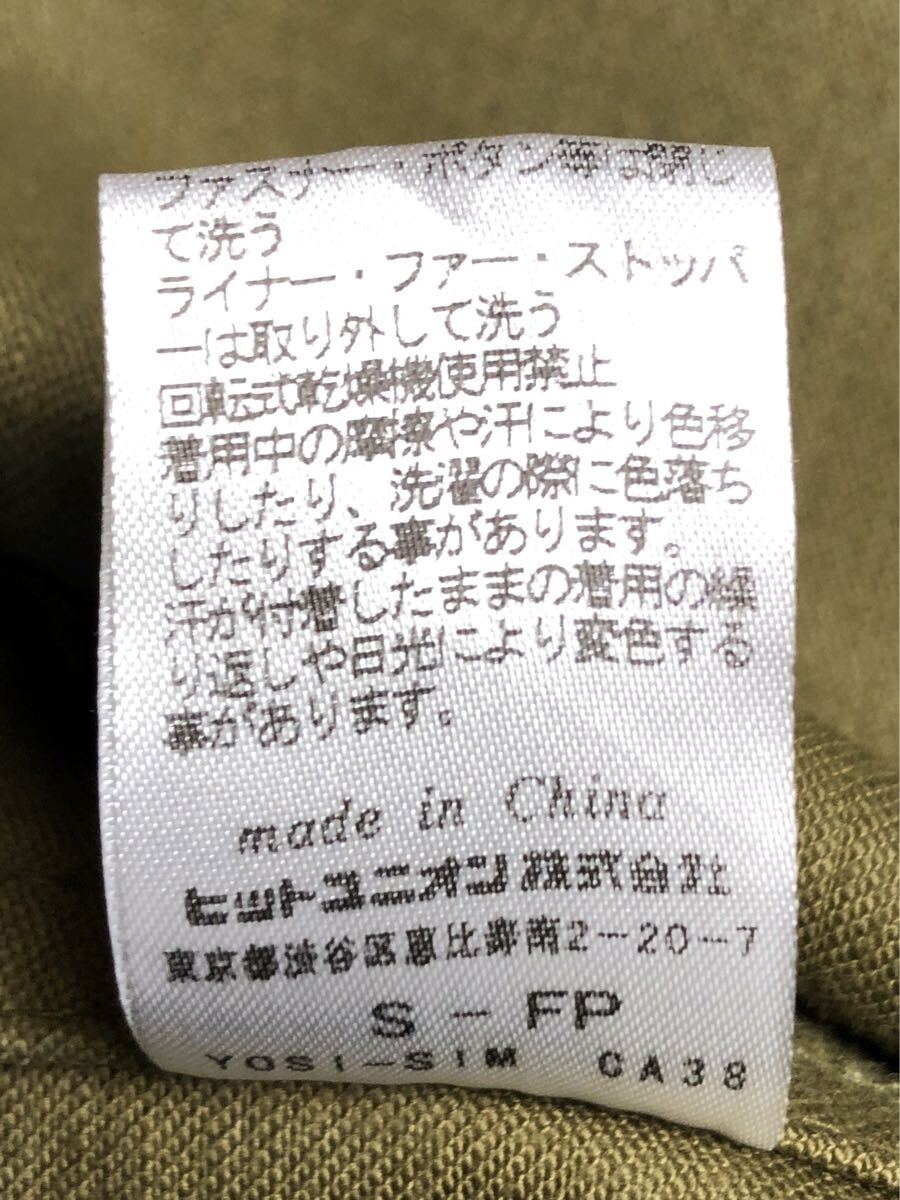 ファスナー・ボタン等は閉じ
て洗う
ライナー・ファー・ストッパ
ーは取り外して洗う
回転式乾燥機使用禁止
着用中の摩擦や汗により色移
りしたり、洗濯の際に色落ち
したりする事があります。
汗が付着したままの着用の繰
り返しや日光により変色する
事があります。
made in China
ヒットユニオン株式会社
東京都渋谷区恵比寿南2-20-7
S - FP
YOSI-SIM CA38